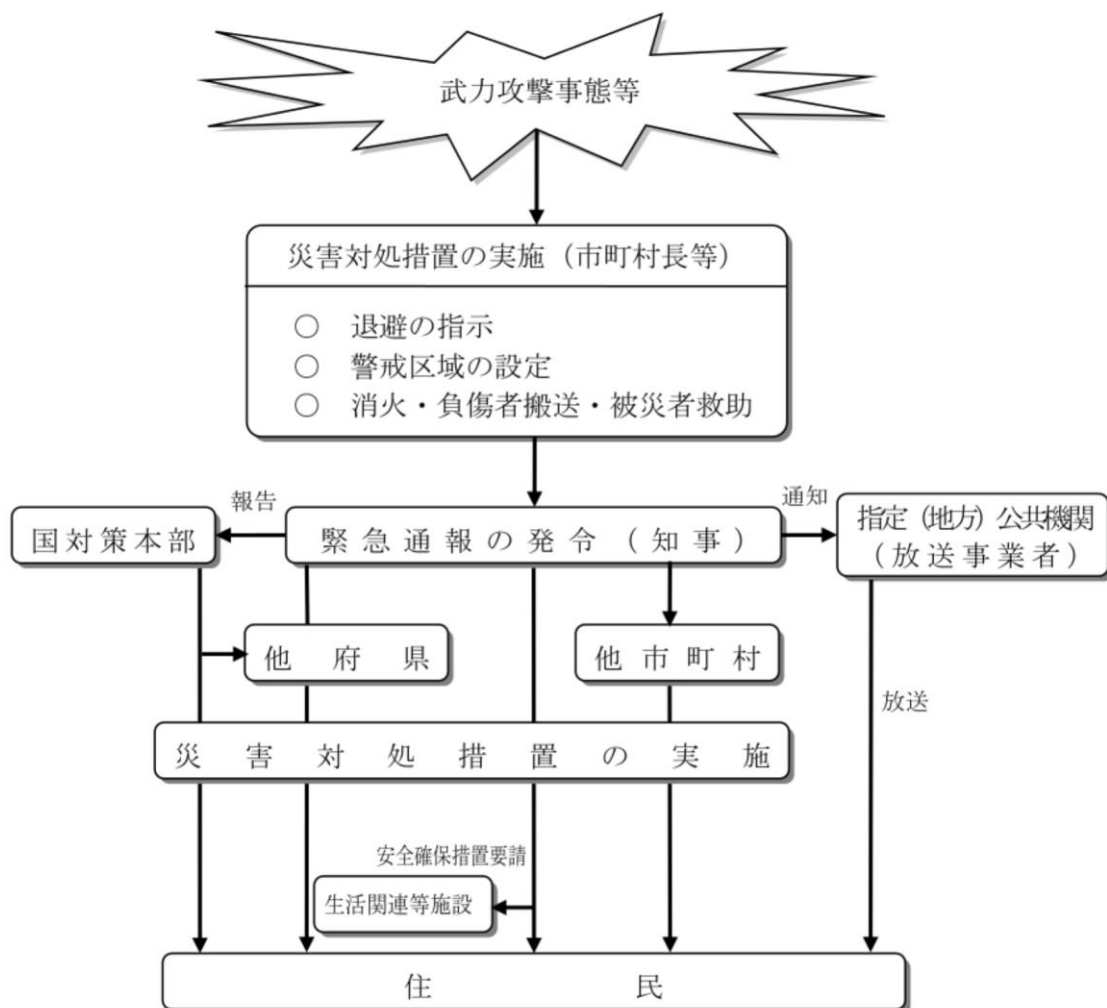 武力攻撃事態等
災害対処措置の実施（市町村長等）
○ 退避の指示
○ 警戒区域の設定
○ 消火・負傷者搬送・被災者救助
報告
通知
国対策本部
緊急通報の発令（知事）
指定（地方）公共機関
（放送事業者）
他府県
他市町村
放送
災害対処措置の実施
安全確保措置要請
生活関連等施設
住民